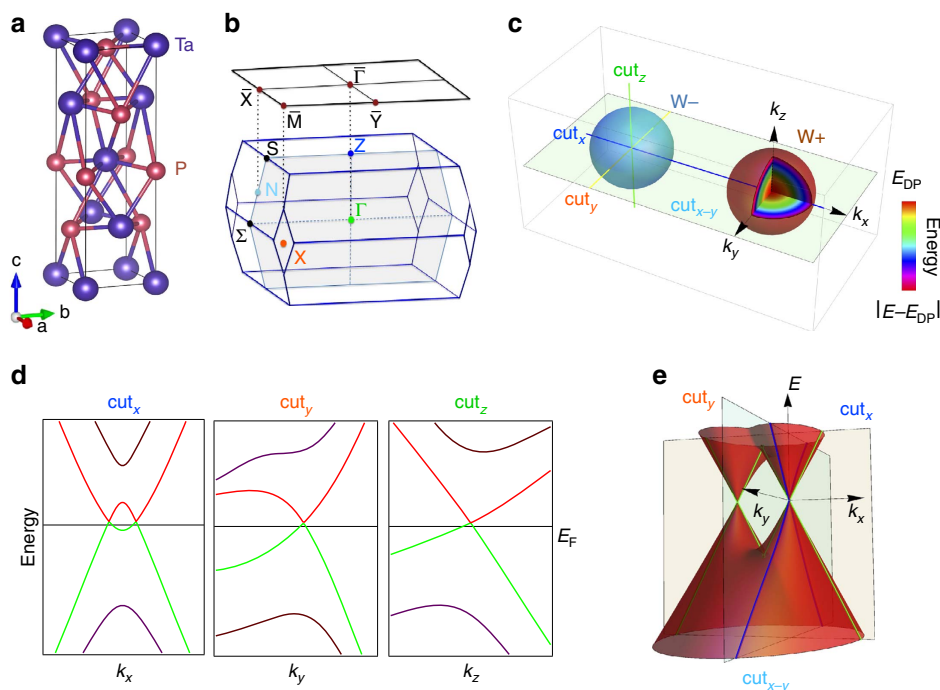 a
Ta
P
c
b
a
b
X̄
Γ̄
M̄
Ȳ
S
Z
N
Γ
Σ
X
c
cut_z
W−
k_z
cut_x
W+
cut_y
cut_x–y
k_y
k_x
E_DP
Energy
|E−E_DP|
d
cut_x
cut_y
cut_z
Energy
E_F
k_x
k_y
k_z
e
cut_y
E
cut_x
k_y
k_x
cut_x–y